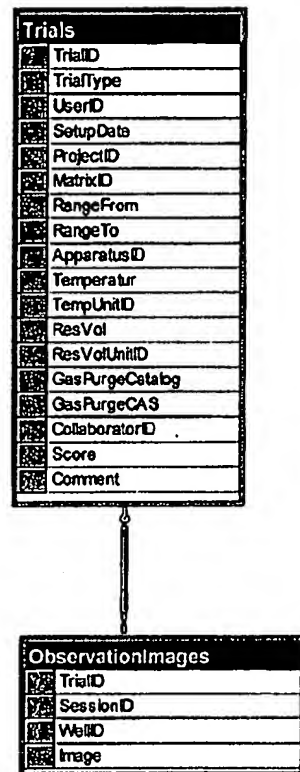 Trials
TrialID
TrialType
UserID
SetupDate
ProjectID
MatrixID
RangeFrom
RangeTo
ApparatusID
Temperatur
TempUnitID
ResVol
ResVolUnitID
GasPurgeCatalog
GasPurgeCAS
CollaboratorID
Score
Comment
ObservationImages
TrialID
SessionID
WellID
Image